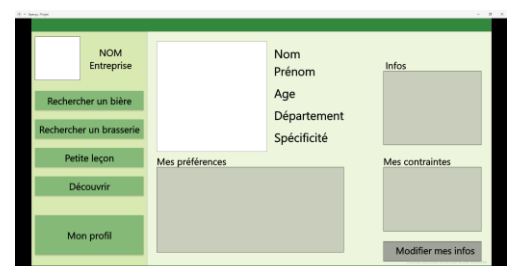 NOM
Entreprise
Rechercher un bière
Rechercher un brasserie
Petite leçon
Découvrir
Mon profil
Nom
Prénom
Age
Département
Spécificité
Mes préférences
Infos
Mes contraintes
Modifier mes infos